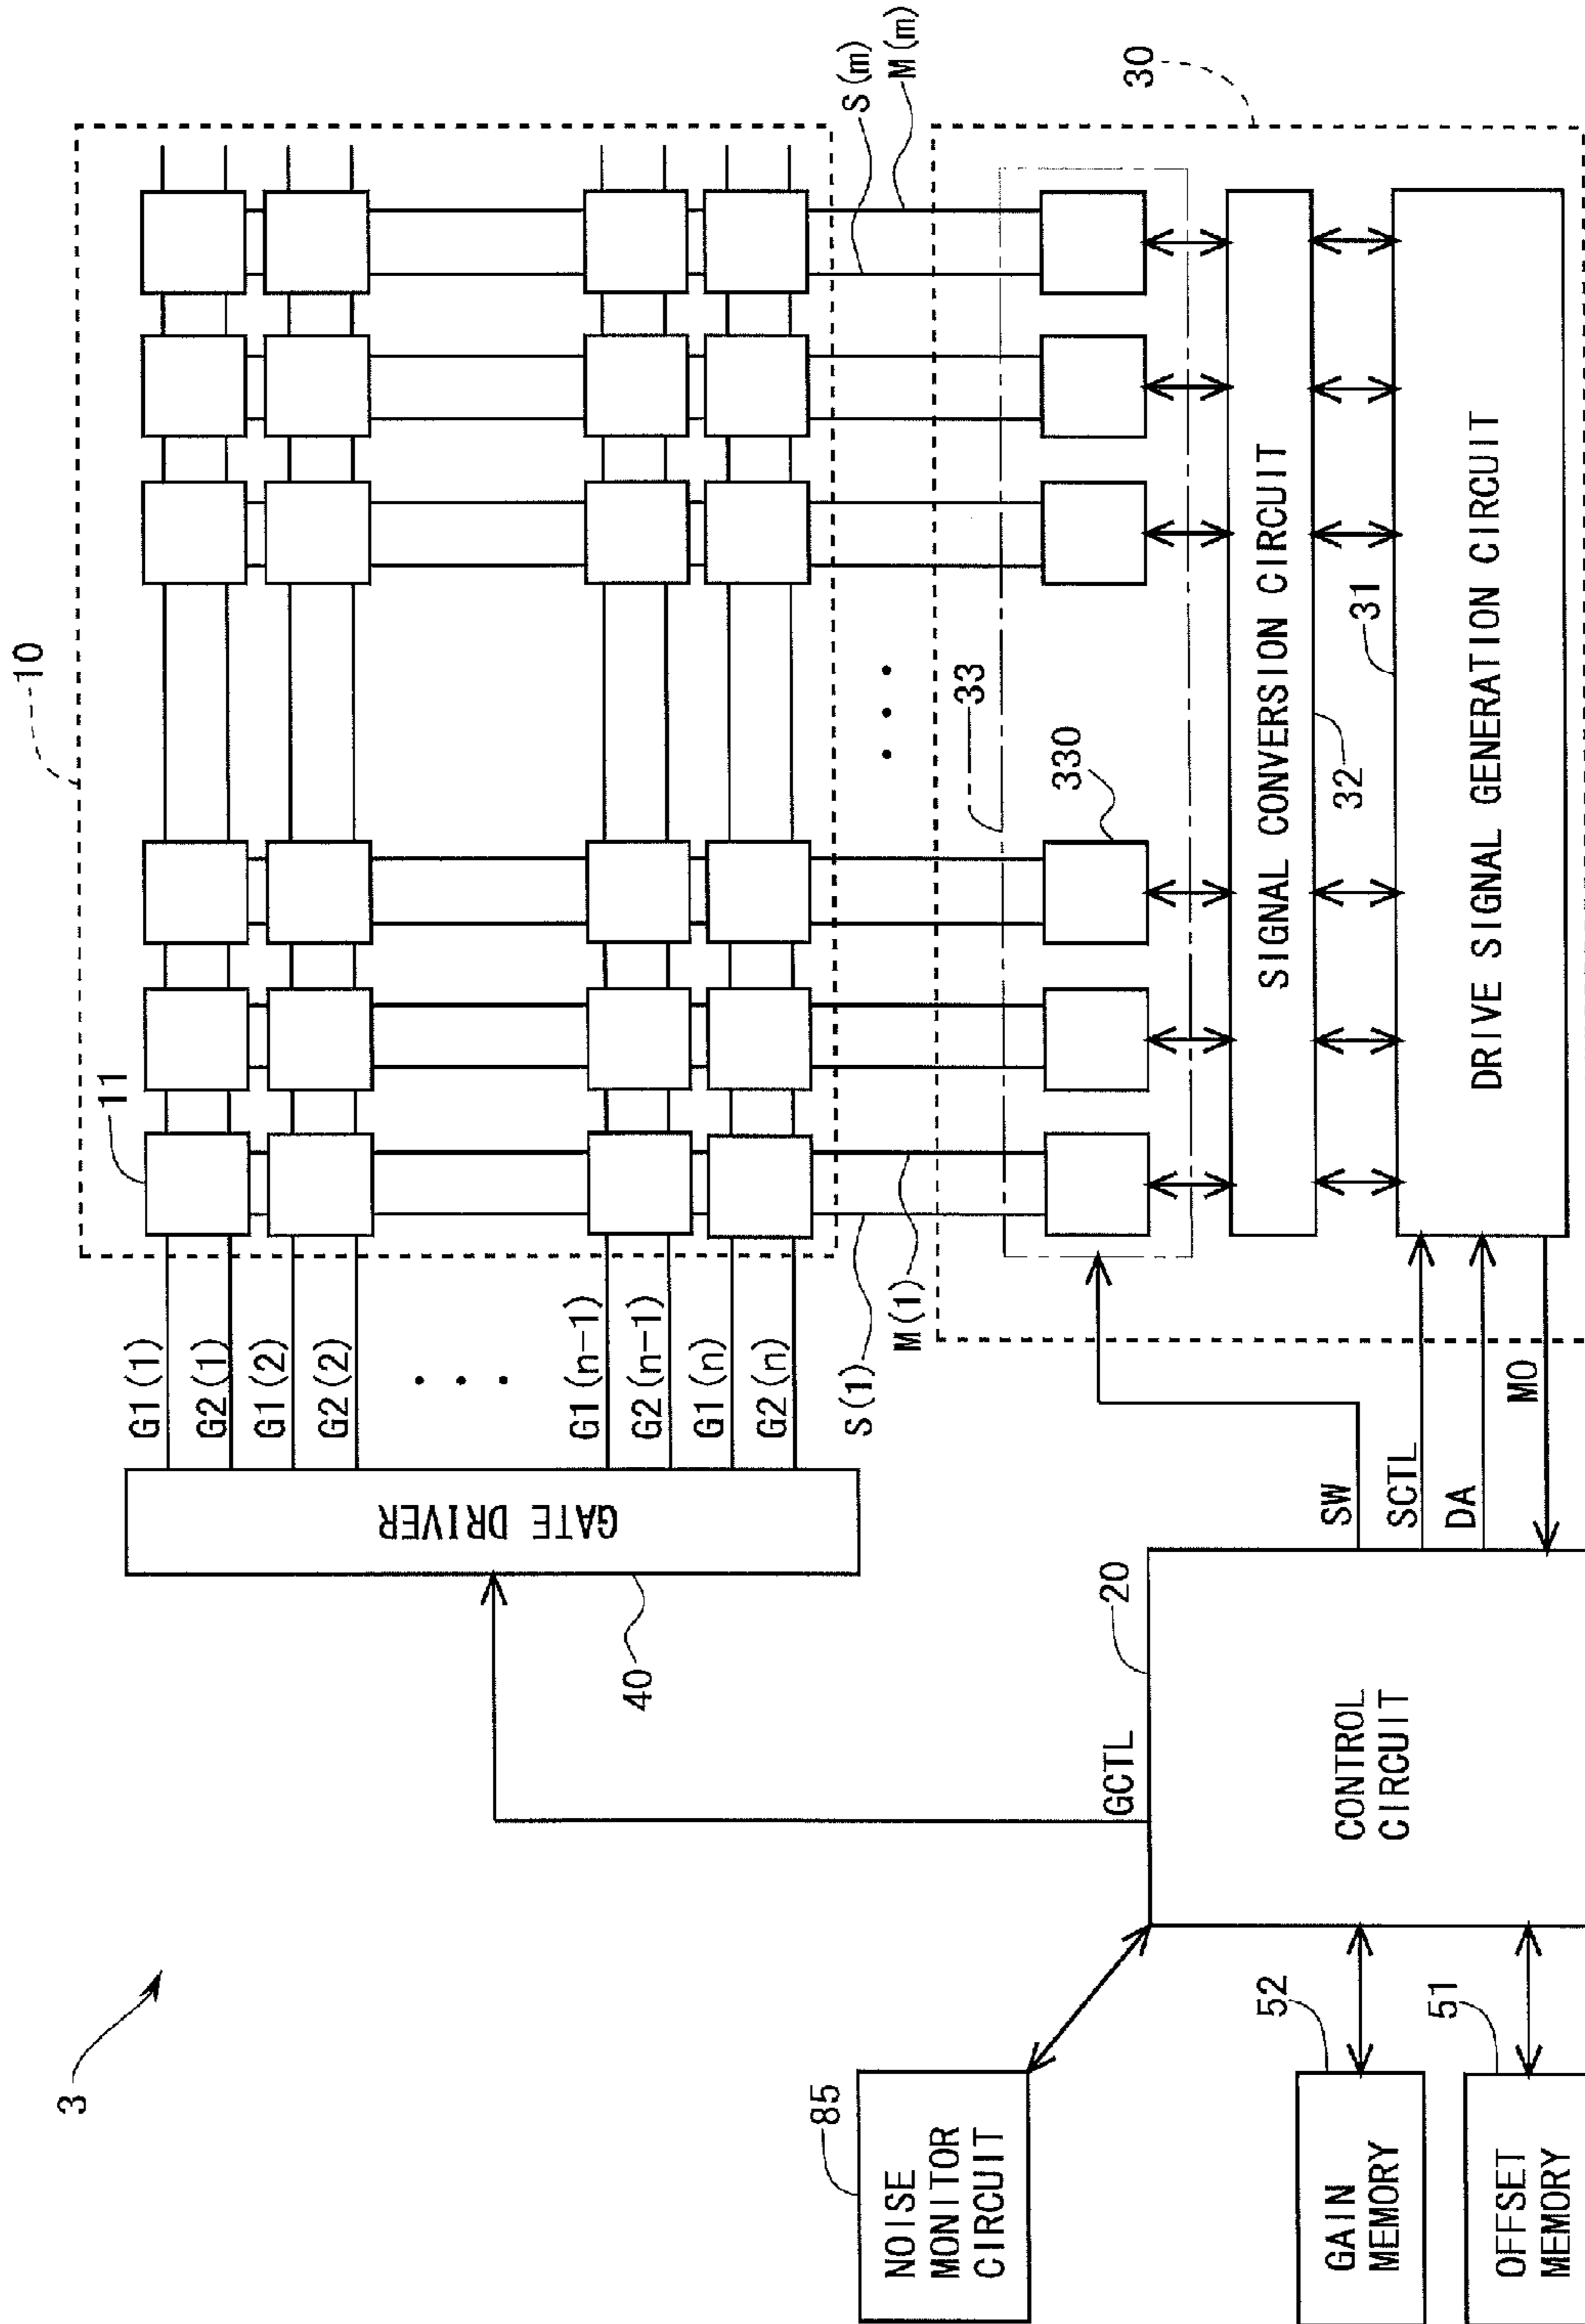 3
10
11
G1(1)
G2(1)
G1(2)
G2(2)
G1(n-1)
G2(n-1)
G1(n)
G2(n)
GATE DRIVER
40
S(1)
M(1)
S(m)
M(m)
30
33
330
SIGNAL CONVERSION CIRCUIT
32
31
DRIVE SIGNAL GENERATION CIRCUIT
GCTL
20
SW
SCTL
DA
MO
CONTROL
CIRCUIT
85
NOISE
MONITOR
CIRCUIT
52
GAIN
MEMORY
51
OFFSET
MEMORY